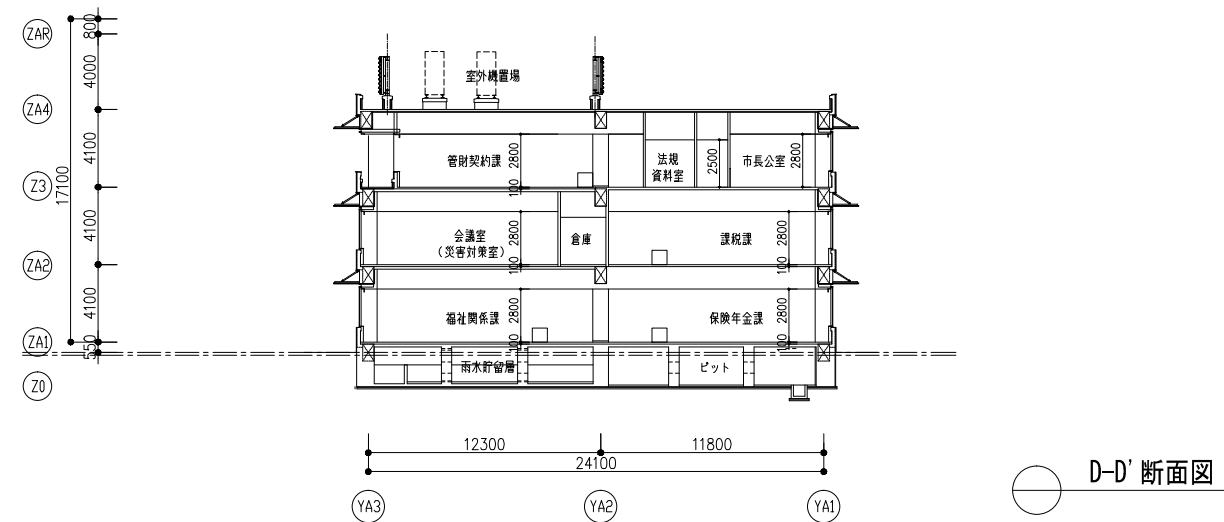 ZAR
800
4000
室外機置場
ZA4
4100
管財契約課
2800
法規
資料室
2500
市長公室
2800
Z3
17100
100
4100
会議室
(災害対策室)
2800
倉庫
課税課
2800
ZA2
100
100
4100
福祉関係課
2800
保険年金課
2800
ZA1
100
100
550
雨水貯留層
ピット
Z0
12300
11800
24100
YA3
YA2
YA1
D-D'断面図